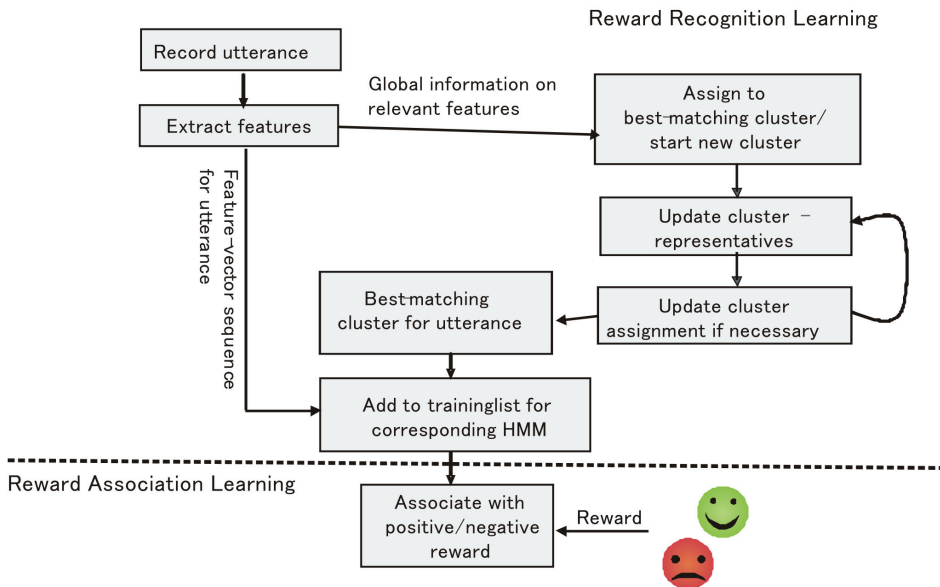 Reward Recognition Learning
Record utterance
Extract features
Global information on
relevant features
Assign to
best-matching cluster/
start new cluster
Feature-vector sequence
for utterance
Update cluster -
representatives
Update cluster
assignment if necessary
Best-matching
cluster for utterance
Add to traininglist for
corresponding HMM
Reward Association Learning
Associate with
positive/negative
reward
Reward